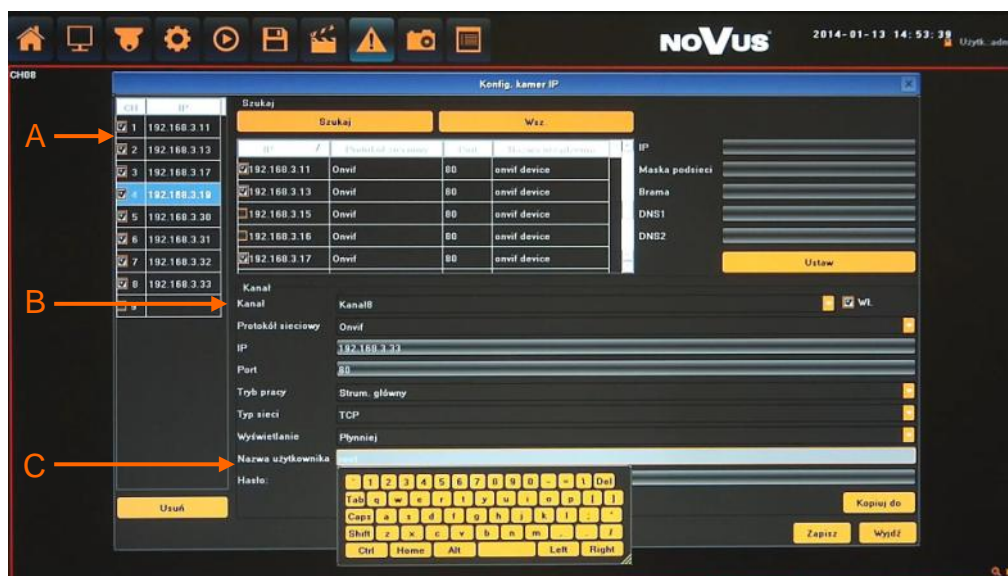 NOVUS
2014-01-13 14:53:39
Użytk..adm
CH08
Konfig. kamer IP
CH IP
1 192.168.3.11
2 192.168.3.13
3 192.168.3.17
4 192.168.3.19
5 192.168.3.30
6 192.168.3.31
7 192.168.3.32
8 192.168.3.33
9
A
B
C
Usuń
Szukaj
Szukaj Wsz.
IP / Protokół sieciowy Port
192.168.3.11 Onvif 80 onvif device
192.168.3.13 Onvif 80 onvif device
192.168.3.15 Onvif 80 onvif device
192.168.3.16 Onvif 80 onvif device
192.168.3.17 Onvif 80 onvif device
IP
Maska podsieci
Brama
DNS1
DNS2
Ustaw
Kanał
Kanał Kanał8 Wł.
Protokół sieciowy Onvif
IP 192.168.3.33
Port 80
Tryb pracy Strum. główny
Typ sieci TCP
Wyświetlanie Płynniej
Nazwa użytkownika
Hasło:
` 1 2 3 4 5 6 7 8 9 0 - = \ Del
Tab q w e r t y u i o p [ ]
Caps a s d f g h j k l ; '
Shift z x c v b n m , . /
Ctrl Home Alt Left Right
Kopiuj do
Zapisz Wyjdź